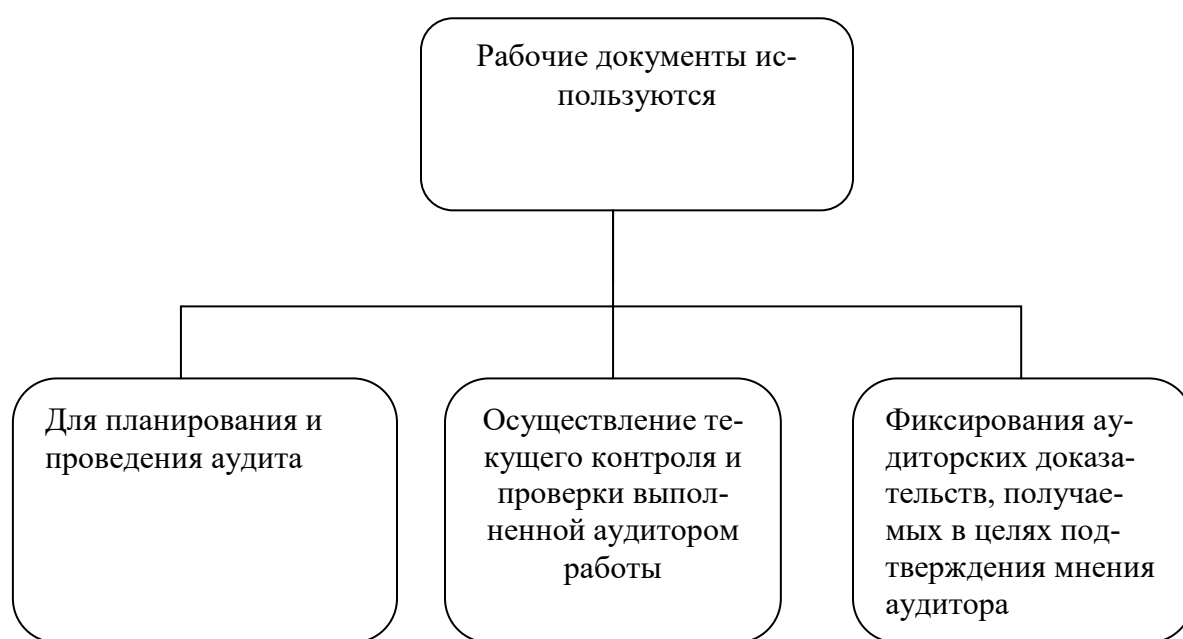 Рабочие документы ис-
пользуются
Для планирования и
проведения аудита
Осуществление те-
кущего контроля и
проверки выпол-
ненной аудитором
работы
Фиксирования ау-
диторских доказа-
тельств, получае-
мых в целях под-
тверждения мнения
аудитора